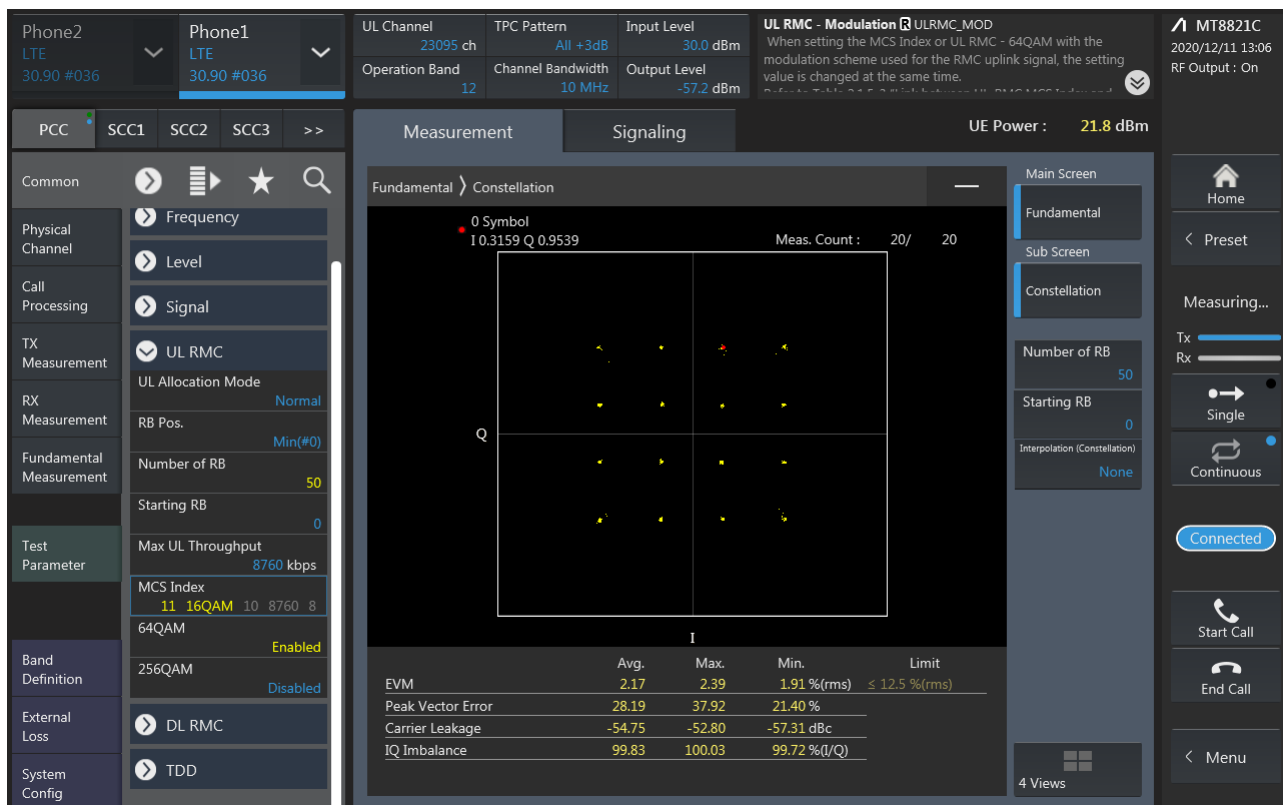 Phone2
LTE
30.90 #036
Phone1
LTE
30.90 #036
UL Channel
23095 ch
Operation Band
12
TPC Pattern
All +3dB
Channel Bandwidth
10 MHz
Input Level
30.0 dBm
Output Level
-57.2 dBm
UL RMC - Modulation R ULRMC_MOD
When setting the MCS Index or UL RMC - 64QAM with the
modulation scheme used for the RMC uplink signal, the setting
value is changed at the same time.
MT8821C
2020/12/11 13:06
RF Output : On
PCC SCC1 SCC2 SCC3 >>
Measurement Signaling
UE Power : 21.8 dBm
Common
Physical
Channel
Call
Processing
TX
Measurement
RX
Measurement
Fundamental
Measurement
Test
Parameter
Band
Definition
External
Loss
System
Config
Frequency
Level
Signal
UL RMC
UL Allocation Mode
Normal
RB Pos.
Min(#0)
Number of RB
50
Starting RB
0
Max UL Throughput
8760 kbps
MCS Index
11 16QAM 10 8760 8
64QAM
Enabled
256QAM
Disabled
DL RMC
TDD
Fundamental 〉 Constellation
0 Symbol
I 0.3159 Q 0.9539
Meas. Count : 20/ 20
Q
I
Avg. Max. Min. Limit
EVM 2.17 2.39 1.91 %(rms) ≤ 12.5 %(rms)
Peak Vector Error 28.19 37.92 21.40 %
Carrier Leakage -54.75 -52.80 -57.31 dBc
IQ Imbalance 99.83 100.03 99.72 %(I/Q)
Main Screen
Fundamental
Sub Screen
Constellation
Number of RB
50
Starting RB
0
Interpolation (Constellation)
None
4 Views
Home
< Preset
Measuring...
Tx
Rx
Single
Continuous
Connected
Start Call
End Call
< Menu